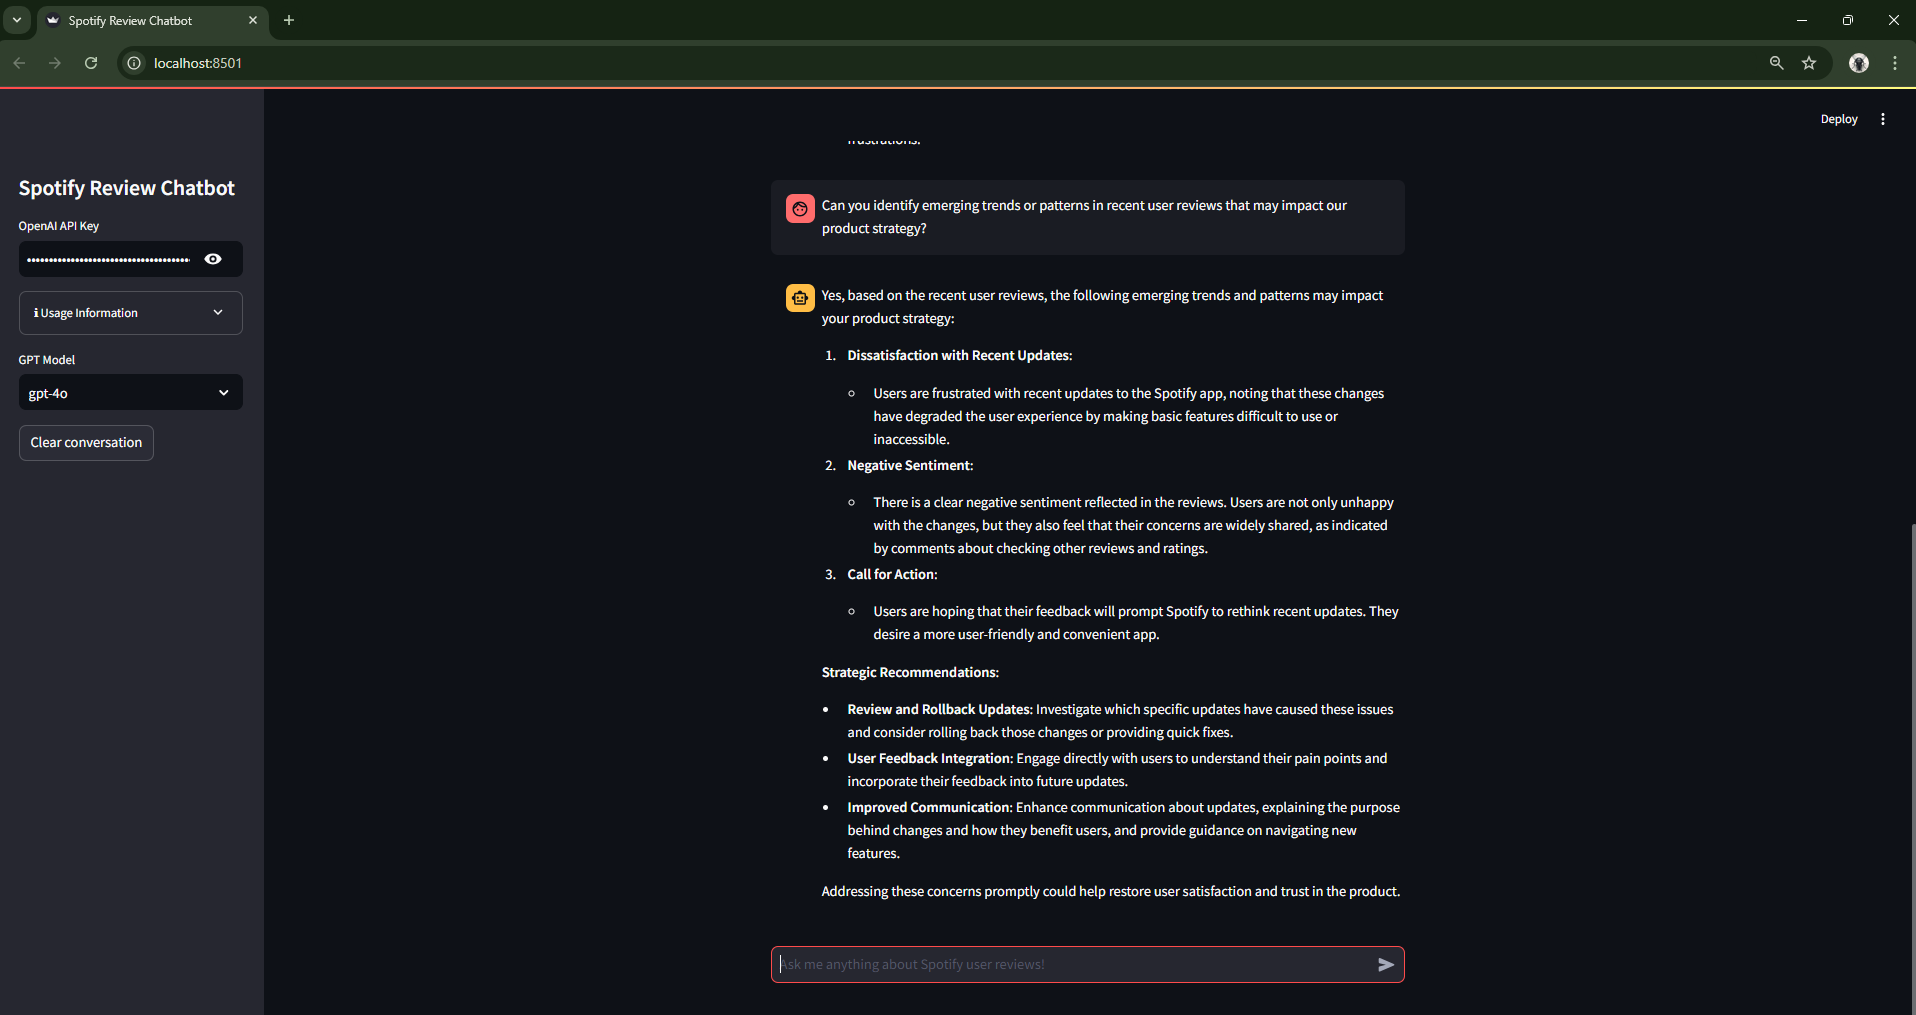 Spotify Review Chatbot
localhost:8501
Deploy
Spotify Review Chatbot
OpenAI API Key
Usage Information
GPT Model
gpt-4o
Clear conversation
frustrations.
Can you identify emerging trends or patterns in recent user reviews that may impact our
product strategy?
Yes, based on the recent user reviews, the following emerging trends and patterns may impact
your product strategy:
1. Dissatisfaction with Recent Updates:
Users are frustrated with recent updates to the Spotify app, noting that these changes
have degraded the user experience by making basic features difficult to use or
inaccessible.
2. Negative Sentiment:
There is a clear negative sentiment reflected in the reviews. Users are not only unhappy
with the changes, but they also feel that their concerns are widely shared, as indicated
by comments about checking other reviews and ratings.
3. Call for Action:
Users are hoping that their feedback will prompt Spotify to rethink recent updates. They
desire a more user-friendly and convenient app.
Strategic Recommendations:
• Review and Rollback Updates: Investigate which specific updates have caused these issues
and consider rolling back those changes or providing quick fixes.
• User Feedback Integration: Engage directly with users to understand their pain points and
incorporate their feedback into future updates.
• Improved Communication: Enhance communication about updates, explaining the purpose
behind changes and how they benefit users, and provide guidance on navigating new
features.
Addressing these concerns promptly could help restore user satisfaction and trust in the product.
Ask me anything about Spotify user reviews!